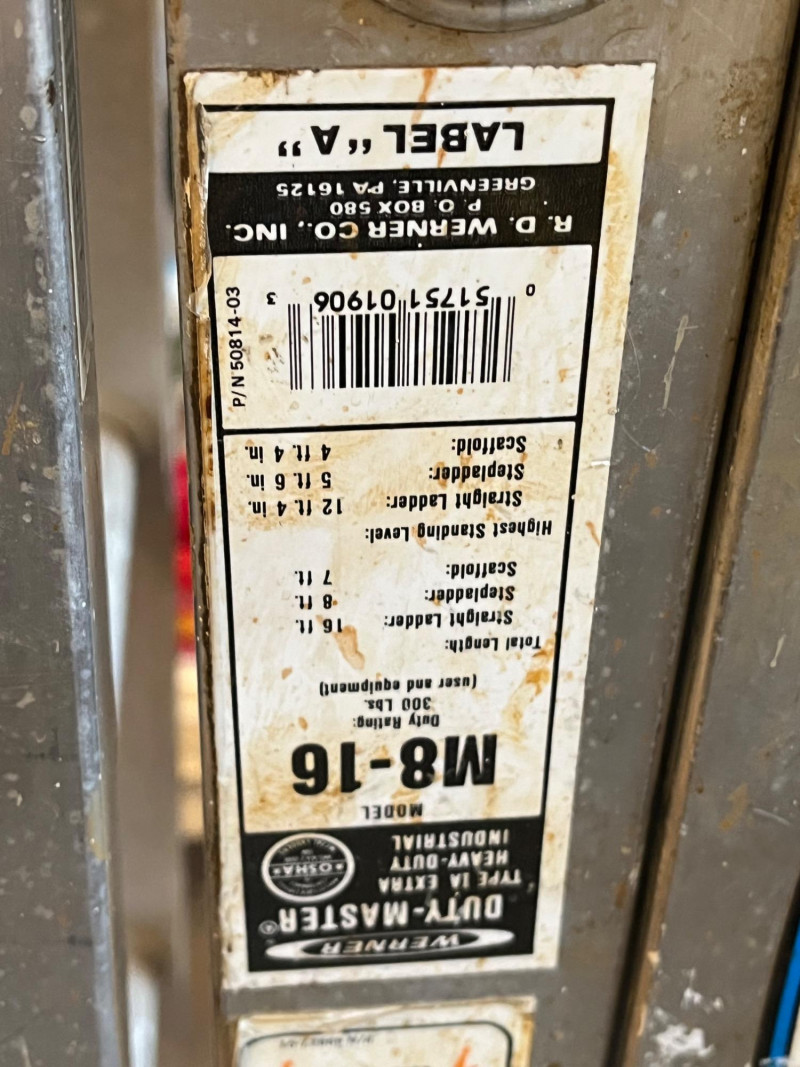 WERNER
DUTY-MASTER®
TYPE IA EXTRA
HEAVY-DUTY
INDUSTRIAL
★ OSHA ★
MODEL
M8-16
Duty Rating:
300 Lbs.
(user and equipment)
Total Length:
Straight Ladder: 16 ft.
Stepladder: 8 ft.
Scaffold: 7 ft.
Highest Standing Level:
Straight Ladder: 12 ft. 4 in.
Stepladder: 5 ft. 6 in.
Scaffold: 4 ft. 4 in.
P/N 50814-03
0 51751 01906 3
R. D. WERNER CO., INC.
P. O. BOX 580
GREENVILLE, PA 16125
LABEL “A”